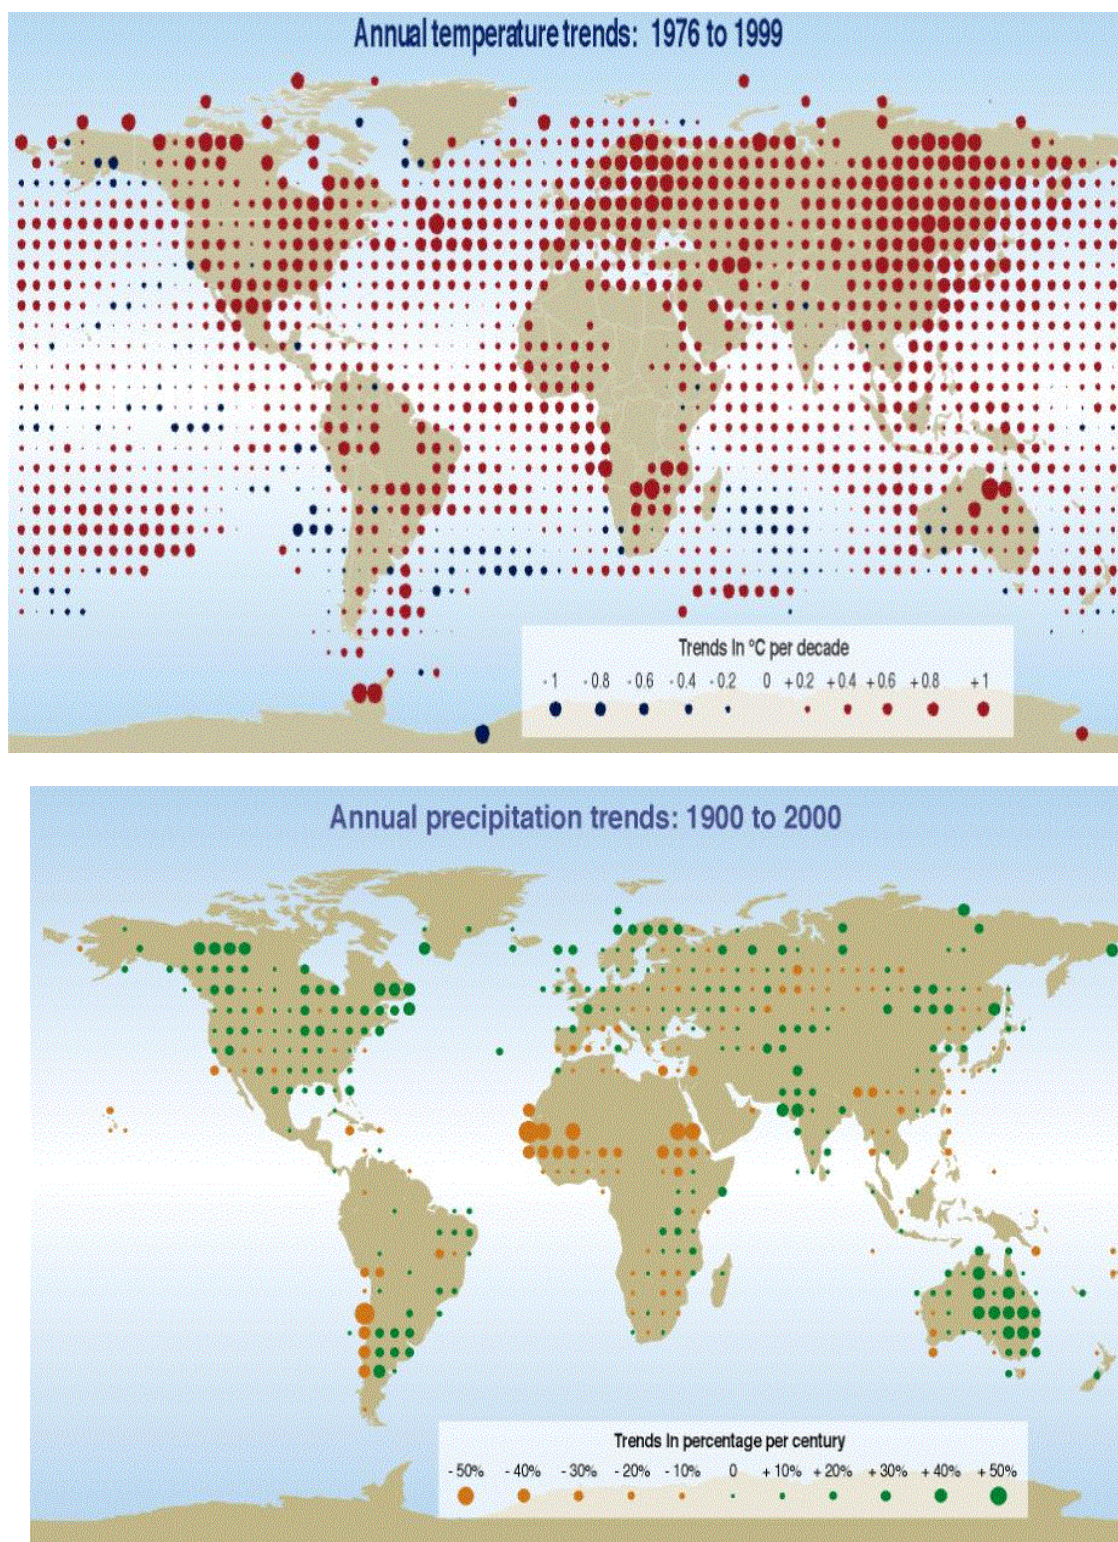 Annual temperature trends: 1976 to 1999
Trends in °C per decade
- 1 - 0.8 - 0.6 - 0.4 - 0.2 0 + 0.2 + 0.4 + 0.6 + 0.8 + 1
Annual precipitation trends: 1900 to 2000
Trends in percentage per century
- 50% - 40% - 30% - 20% - 10% 0 + 10% + 20% + 30% + 40% + 50%